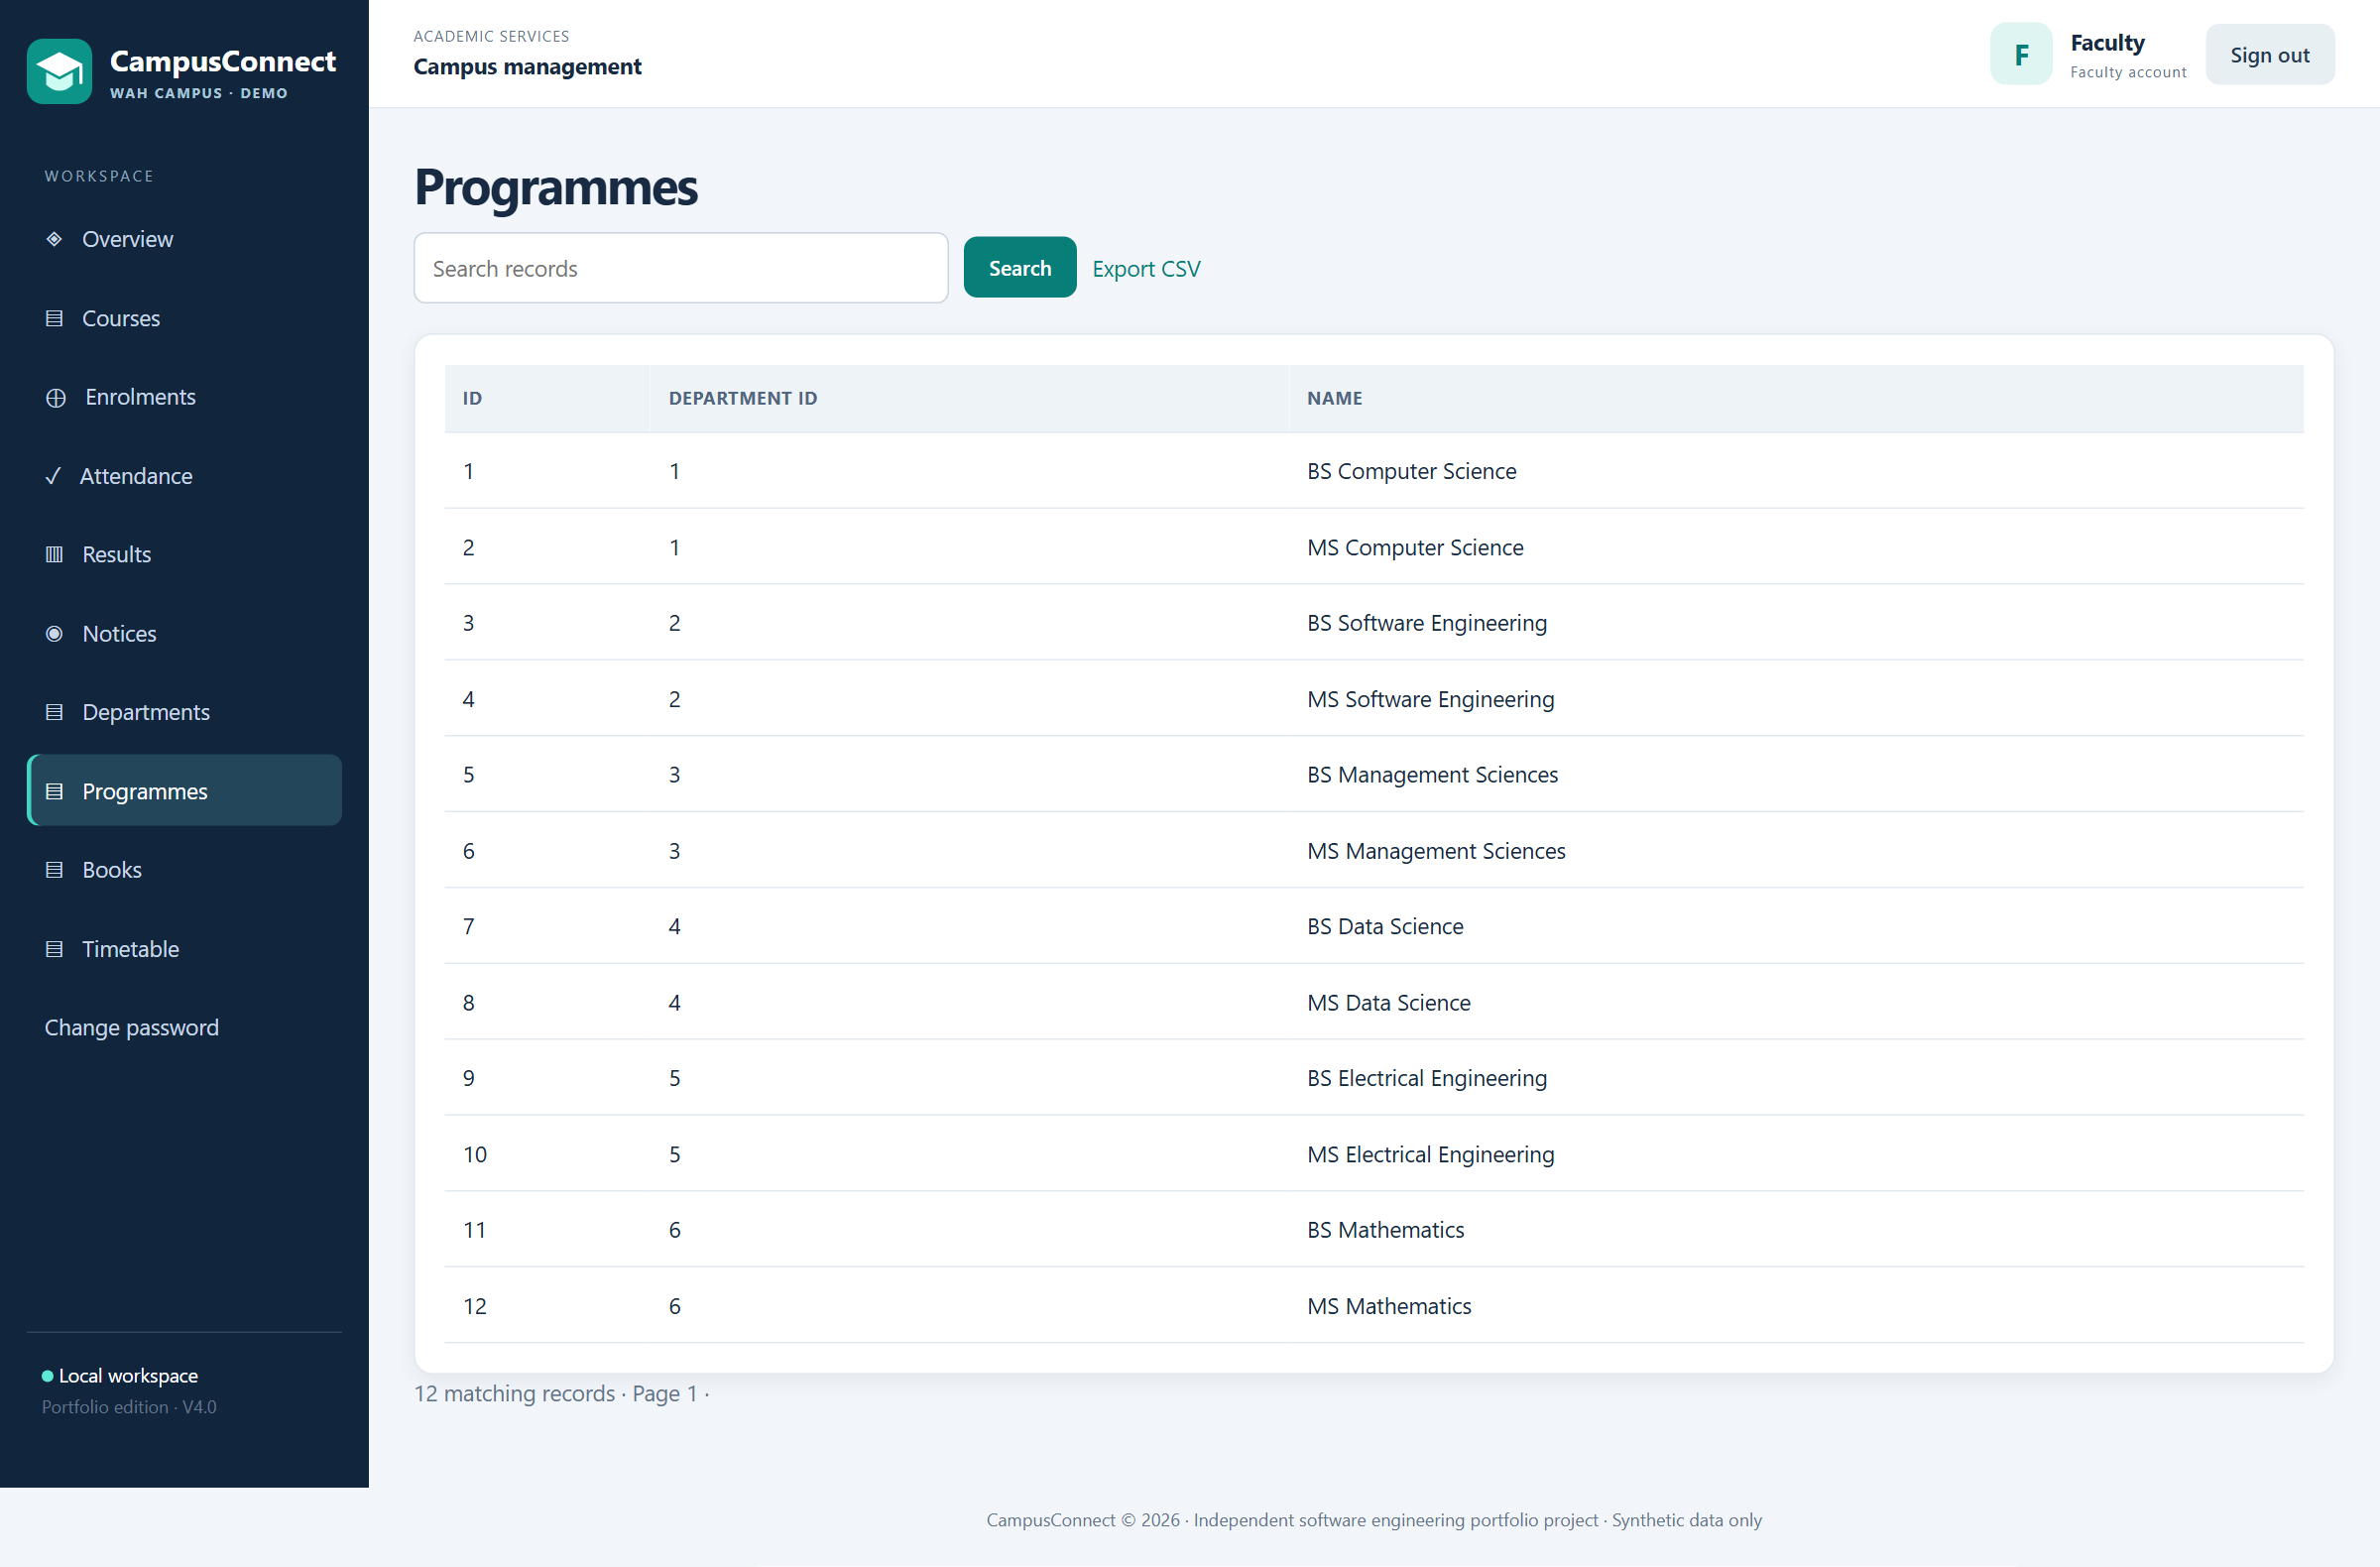 CampusConnect
WAH CAMPUS · DEMO
WORKSPACE
Overview
Courses
Enrolments
Attendance
Results
Notices
Departments
Programmes
Books
Timetable
Change password
Local workspace
Portfolio edition · V4.0
ACADEMIC SERVICES
Campus management
F
Faculty
Faculty account
Sign out
Programmes
Search records
Search
Export CSV
ID DEPARTMENT ID NAME
1 1 BS Computer Science
2 1 MS Computer Science
3 2 BS Software Engineering
4 2 MS Software Engineering
5 3 BS Management Sciences
6 3 MS Management Sciences
7 4 BS Data Science
8 4 MS Data Science
9 5 BS Electrical Engineering
10 5 MS Electrical Engineering
11 6 BS Mathematics
12 6 MS Mathematics
12 matching records · Page 1 ·
CampusConnect © 2026 · Independent software engineering portfolio project · Synthetic data only